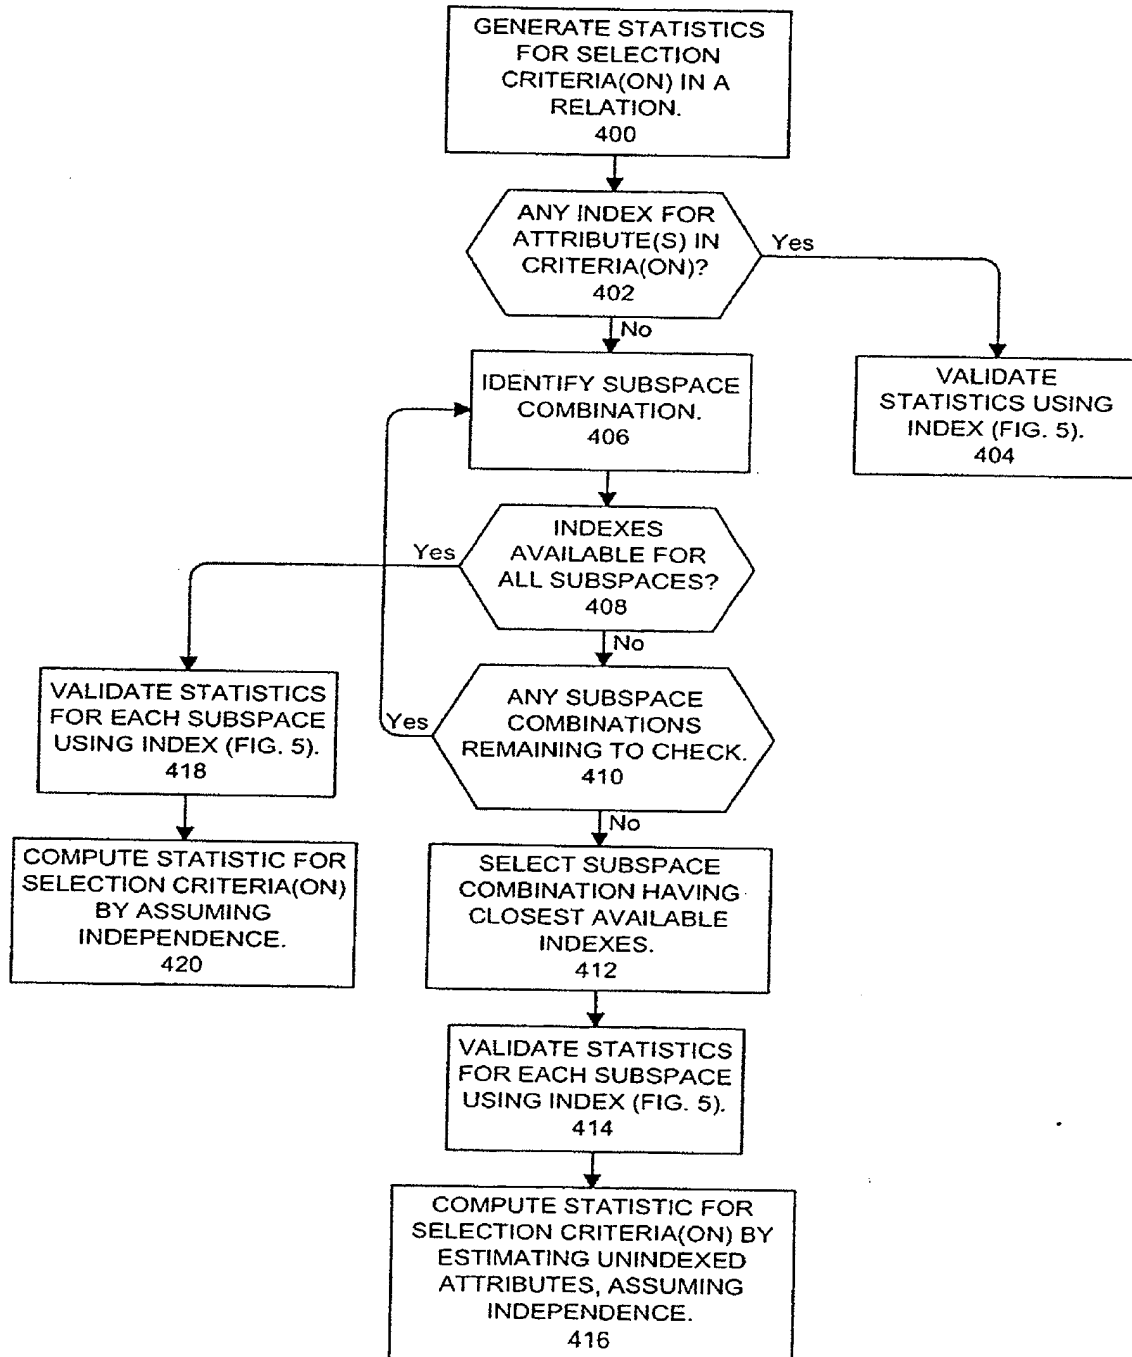 GENERATE STATISTICS
FOR SELECTION
CRITERIA(ON) IN A
RELATION.
400
ANY INDEX FOR
ATTRIBUTE(S) IN
CRITERIA(ON)?
402
Yes
No
VALIDATE
STATISTICS USING
INDEX (FIG. 5).
404
IDENTIFY SUBSPACE
COMBINATION.
406
INDEXES
AVAILABLE FOR
ALL SUBSPACES?
408
Yes
No
VALIDATE STATISTICS
FOR EACH SUBSPACE
USING INDEX (FIG. 5).
418
ANY SUBSPACE
COMBINATIONS
REMAINING TO CHECK.
410
Yes
No
COMPUTE STATISTIC FOR
SELECTION CRITERIA(ON)
BY ASSUMING
INDEPENDENCE.
420
SELECT SUBSPACE
COMBINATION HAVING
CLOSEST AVAILABLE
INDEXES.
412
VALIDATE STATISTICS
FOR EACH SUBSPACE
USING INDEX (FIG. 5).
414
COMPUTE STATISTIC FOR
SELECTION CRITERIA(ON) BY
ESTIMATING UNINDEXED
ATTRIBUTES, ASSUMING
INDEPENDENCE.
416